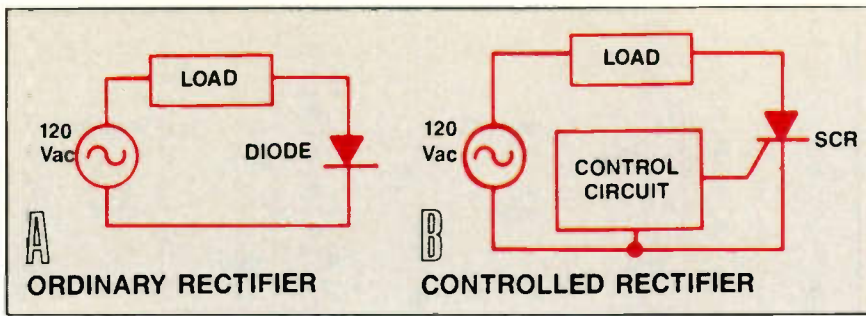 LOAD
120
Vac
DIODE
A
ORDINARY RECTIFIER
LOAD
120
Vac
CONTROL
CIRCUIT
SCR
B
CONTROLLED RECTIFIER